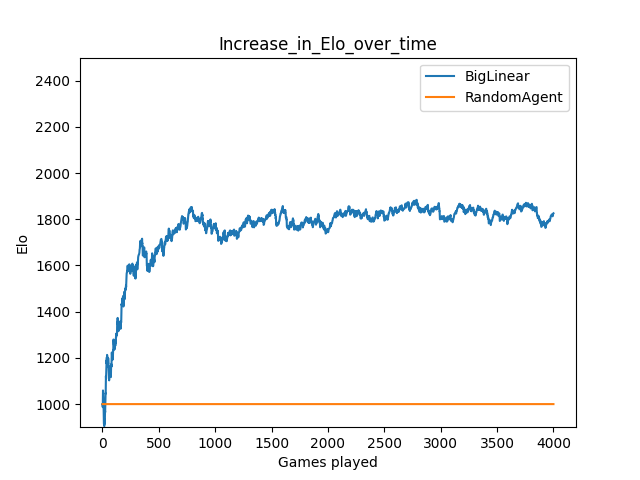 Increase_in_Elo_over_time
BigLinear
RandomAgent
2400
2200
2000
1800
1600
1400
1200
1000
Elo
0 500 1000 1500 2000 2500 3000 3500 4000
Games played